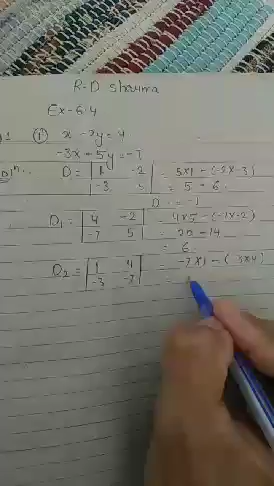 R.D sharma
Ex-6.4
Q1 (i) x - 2y = 4
-3x + 5y = -7
Soln. D = |1 -2| = 5×1 - (-2×-3)
|-3 5| = 5 - 6
D = -1
D1 = |4 -2| = 4×5 - (-7×-2)
|-7 5| = 20 - 14
= 6
D2 = |1 4| = -7×1 - (-3×4)
|-3 -7| =